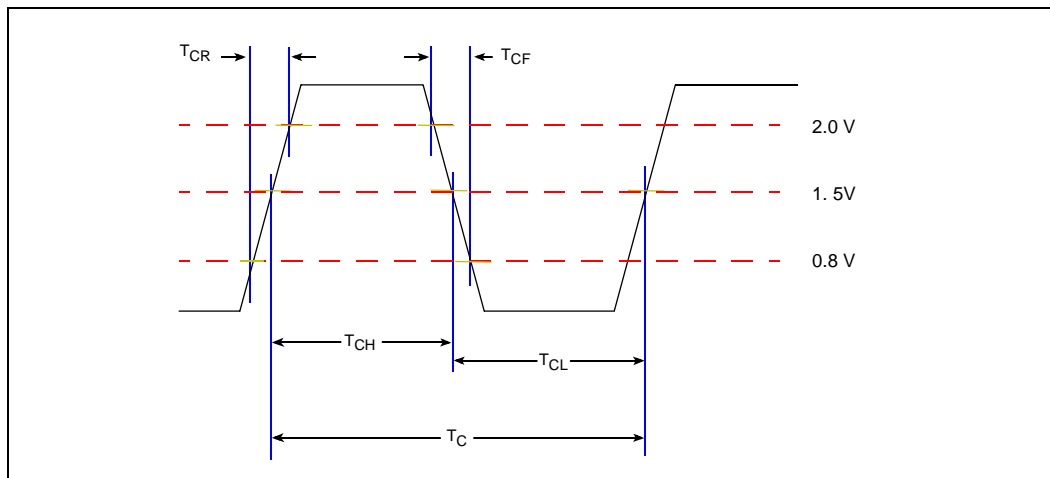 TCR
TCF
2.0 V
1. 5V
0.8 V
TCH
TCL
TC